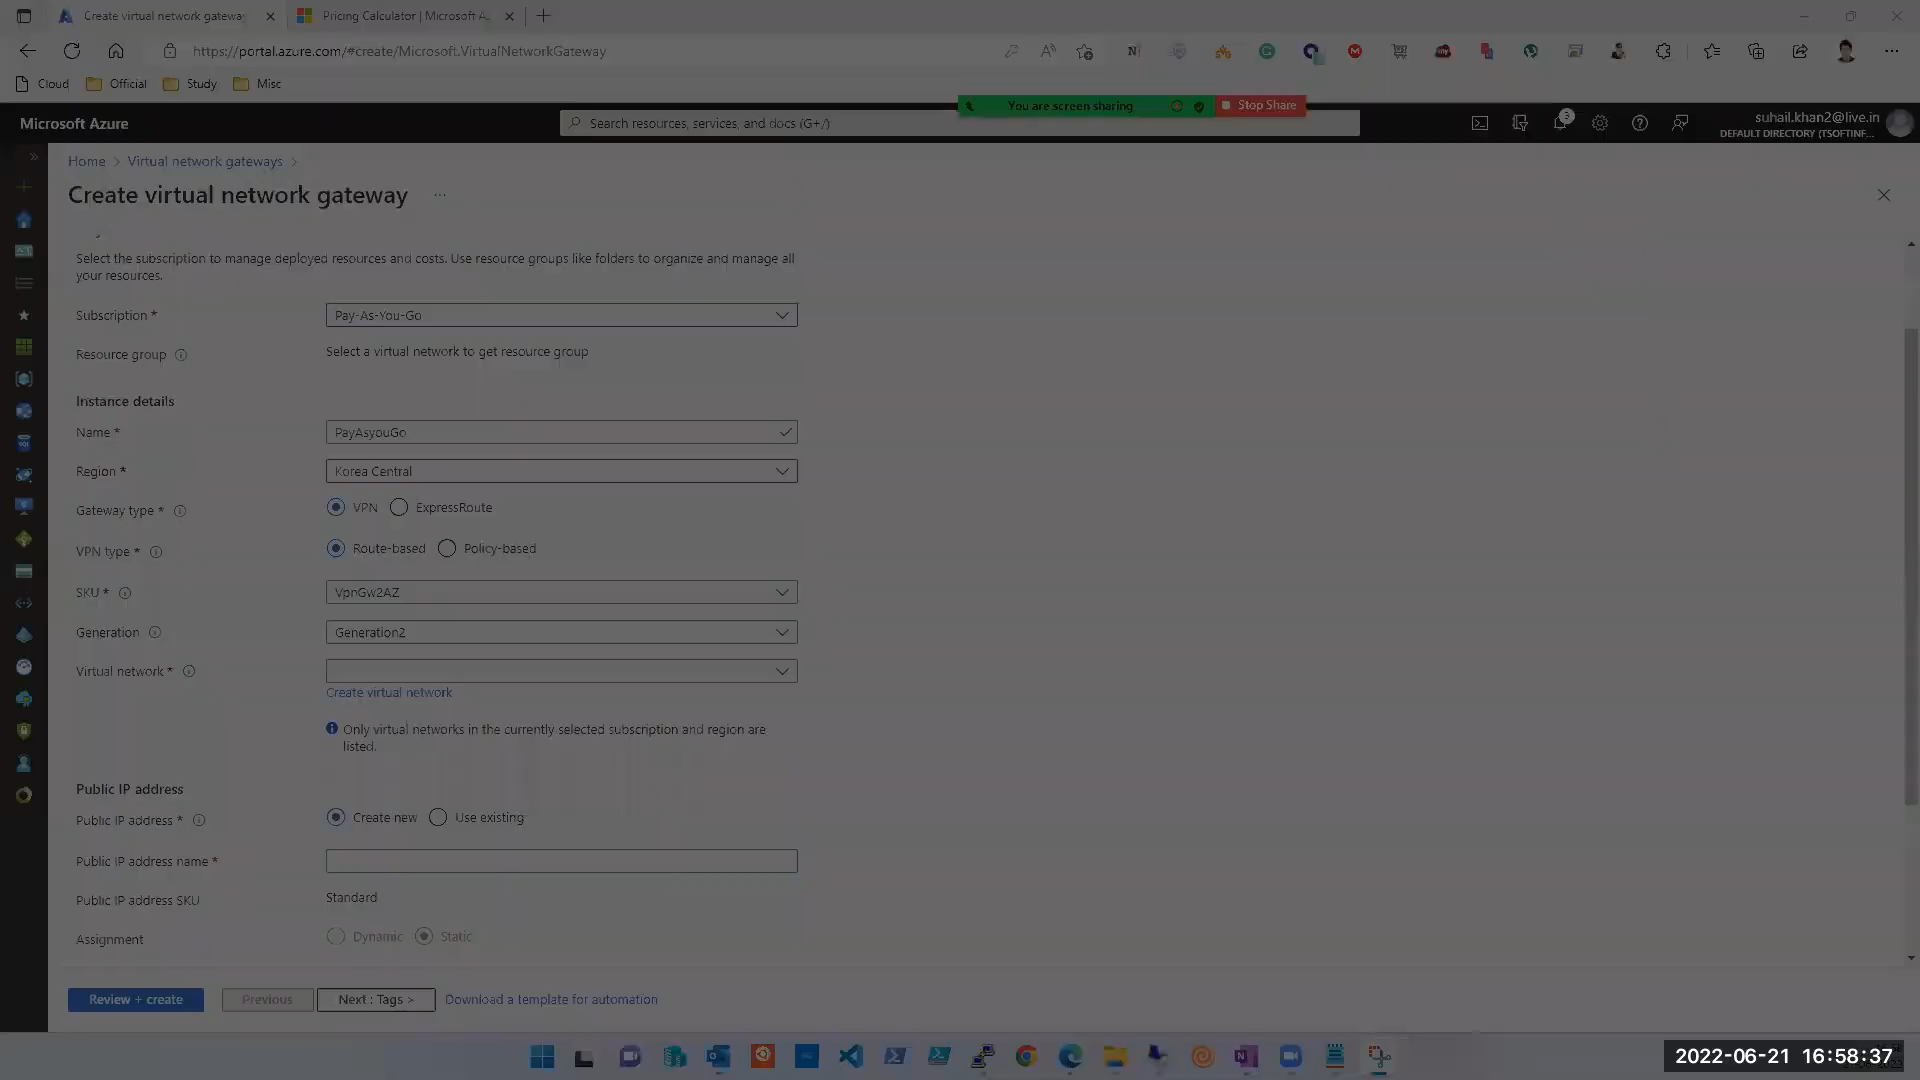 Create virtual network gateway
Pricing Calculator | Microsoft A
https://portal.azure.com/#create/Microsoft.VirtualNetworkGateway
Cloud
Official
Study
Misc
You are screen sharing
Stop Share
Microsoft Azure
Search resources, services, and docs (G+/)
3
suhail.khan2@live.in
DEFAULT DIRECTORY (TSOFTINF...
Home > Virtual network gateways >
Create virtual network gateway ...
Select the subscription to manage deployed resources and costs. Use resource groups like folders to organize and manage all
your resources.
Subscription * Pay-As-You-Go
Resource group Select a virtual network to get resource group
Instance details
Name * PayAsyouGo
Region * Korea Central
Gateway type * VPN ExpressRoute
VPN type * Route-based Policy-based
SKU * VpnGw2AZ
Generation Generation2
Virtual network *
Create virtual network
Only virtual networks in the currently selected subscription and region are
listed.
Public IP address
Public IP address * Create new Use existing
Public IP address name *
Public IP address SKU Standard
Assignment Dynamic Static
Review + create
Previous
Next : Tags >
Download a template for automation
2022-06-21 16:58:37